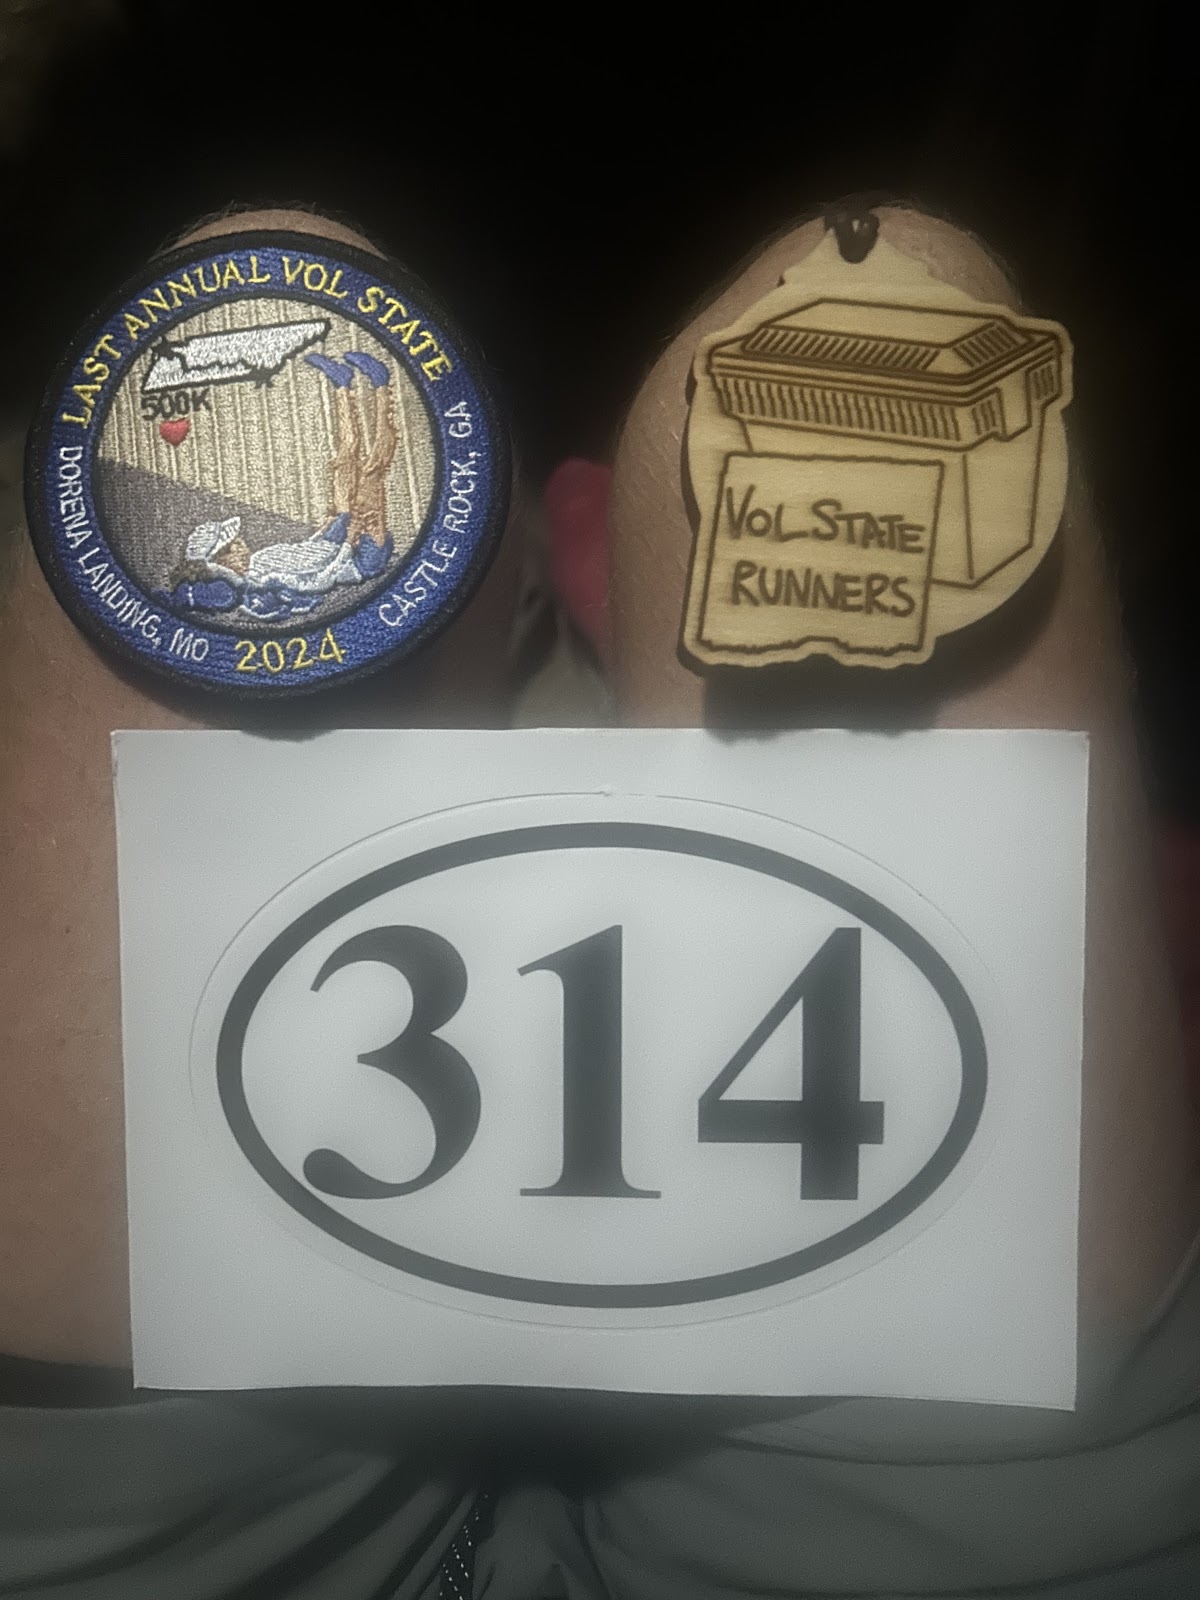 LAST ANNUAL VOL STATE
500K
DORENA LANDING, MO
2024
CASTLE ROCK, GA
VOL STATE
RUNNERS
314